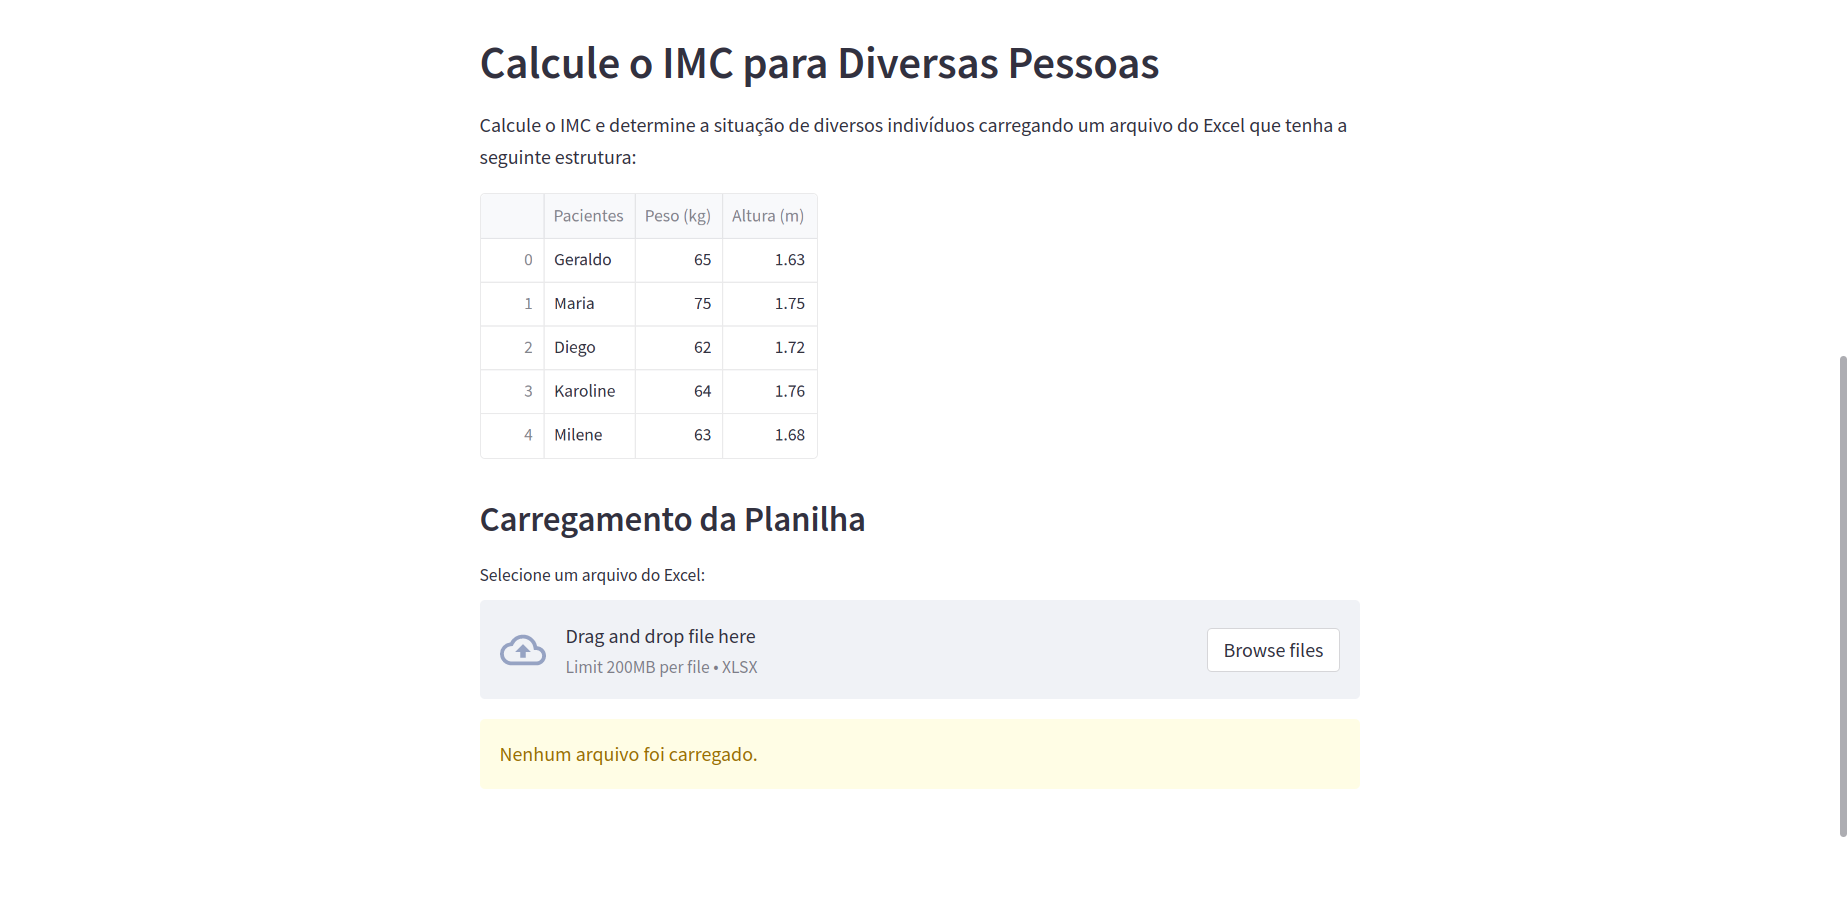 Calcule o IMC para Diversas Pessoas
Calcule o IMC e determine a situação de diversos indivíduos carregando um arquivo do Excel que tenha a
seguinte estrutura:
Pacientes Peso (kg) Altura (m)
0 Geraldo 65 1.63
1 Maria 75 1.75
2 Diego 62 1.72
3 Karoline 64 1.76
4 Milene 63 1.68
Carregamento da Planilha
Selecione um arquivo do Excel:
Drag and drop file here
Limit 200MB per file • XLSX
Browse files
Nenhum arquivo foi carregado.